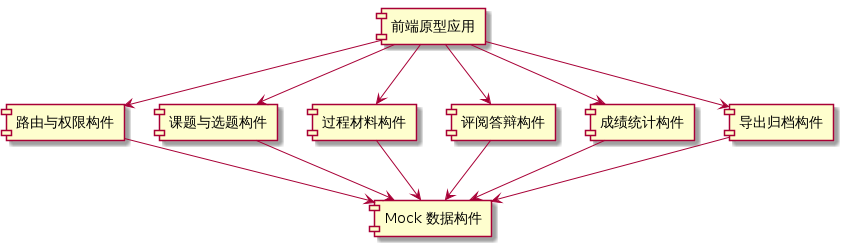 前端原型应用
路由与权限构件
课题与选题构件
过程材料构件
评阅答辩构件
成绩统计构件
导出归档构件
Mock 数据构件